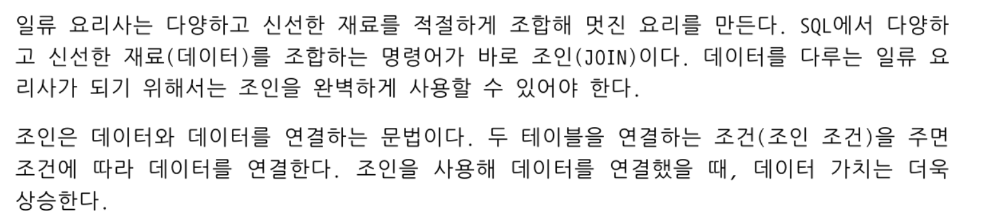 일류 요리사는 다양하고 신선한 재료를 적절하게 조합해 멋진 요리를 만든다. SQL에서 다양하
고 신선한 재료(데이터)를 조합하는 명령어가 바로 조인(JOIN)이다. 데이터를 다루는 일류 요
리사가 되기 위해서는 조인을 완벽하게 사용할 수 있어야 한다.
조인은 데이터와 데이터를 연결하는 문법이다. 두 테이블을 연결하는 조건(조인 조건)을 주면
조건에 따라 데이터를 연결한다. 조인을 사용해 데이터를 연결했을 때, 데이터 가치는 더욱
상승한다.